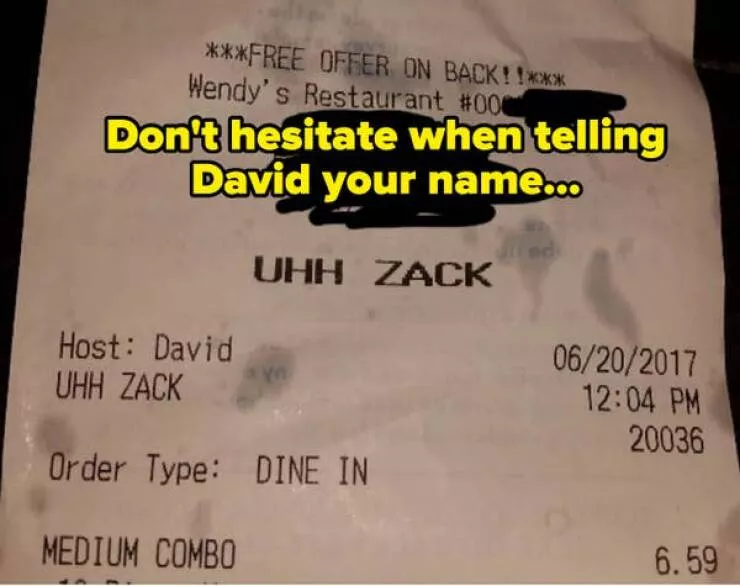 ***FREE OFFER ON BACK!!***
Wendy's Restaurant #00
Don't hesitate when telling
David your name...
UHH ZACK
Host: David 06/20/2017
UHH ZACK 12:04 PM
20036
Order Type: DINE IN
MEDIUM COMBO 6.59